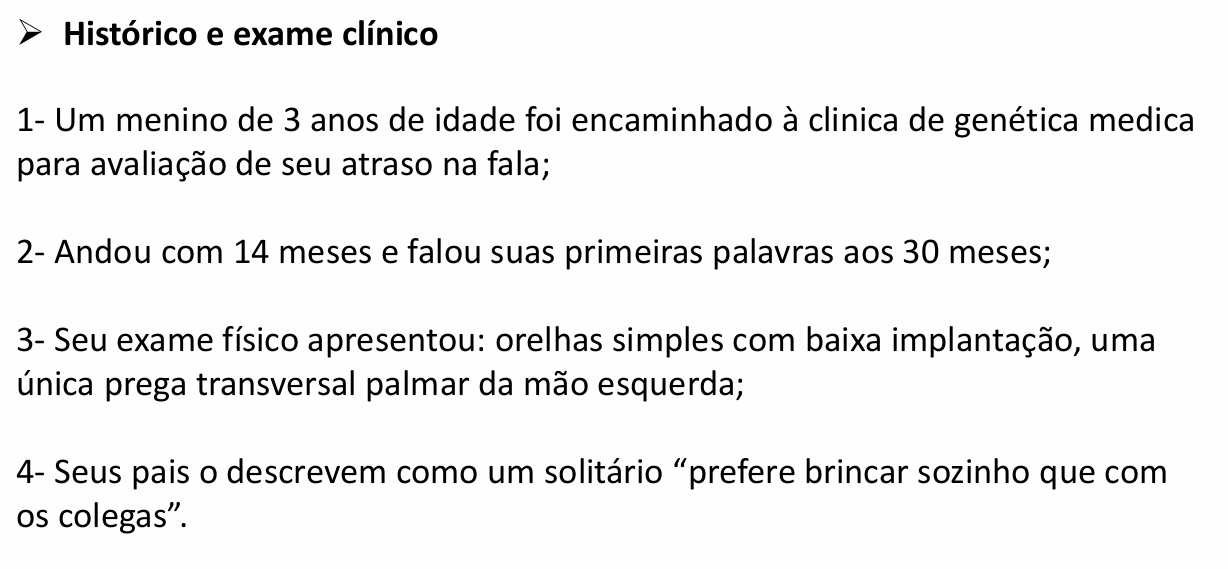 ➢ Histórico e exame clínico
1- Um menino de 3 anos de idade foi encaminhado à clinica de genética medica
para avaliação de seu atraso na fala;
2- Andou com 14 meses e falou suas primeiras palavras aos 30 meses;
3- Seu exame físico apresentou: orelhas simples com baixa implantação, uma
única prega transversal palmar da mão esquerda;
4- Seus pais o descrevem como um solitário “prefere brincar sozinho que com
os colegas”.